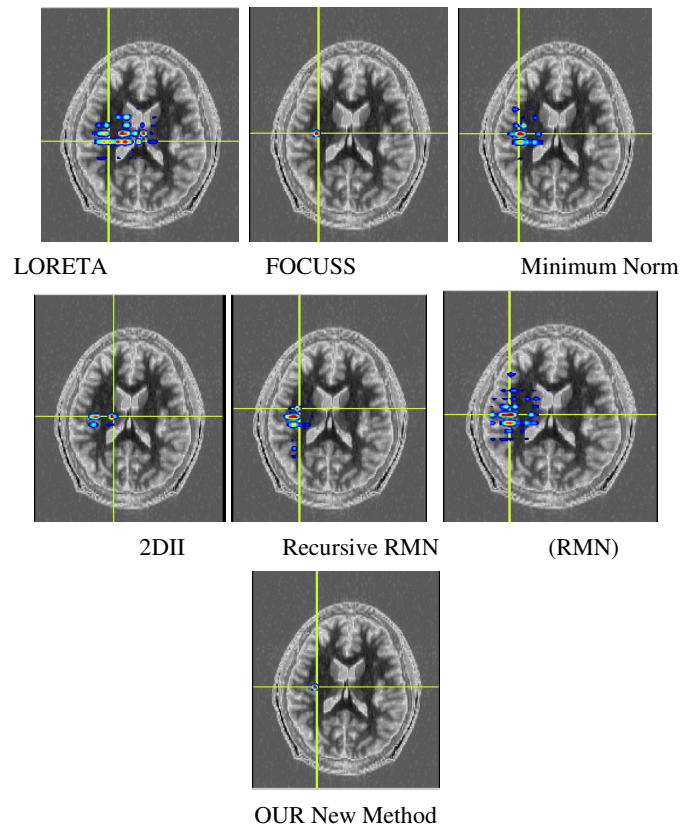 LORETA FOCUSS Minimum Norm
2DII Recursive RMN (RMN)
OUR New Method